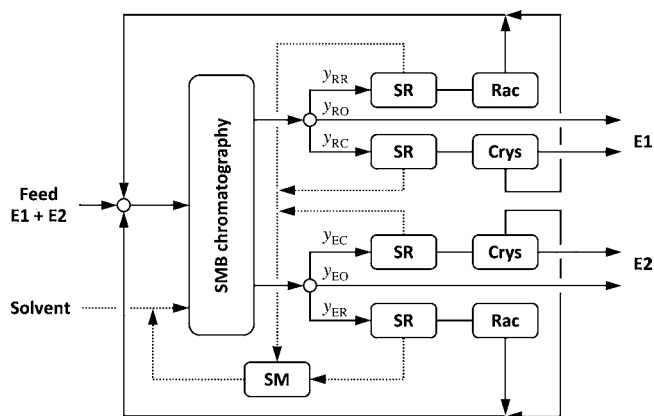 y_RR
SR
Rac
y_RO
E1
y_RC
SR
Crys
Feed
E1 + E2
SMB chromatography
y_EC
SR
Crys
y_EO
E2
Solvent
y_ER
SR
Rac
SM